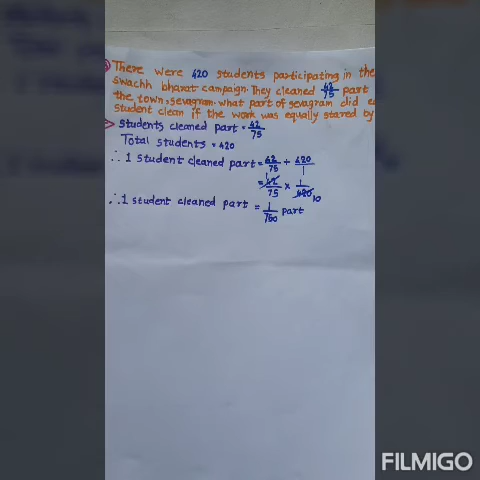 There were 420 students participating in the
swachh bharat campaign. They cleaned 42/75 part
the town, sevagram. what part of sevagram did e
student clean if the work was equally stared by
=> students cleaned part = 42/75
Total students = 420
∴ 1 student cleaned part = 42/75 ÷ 420/1
= 42/75 × 1/420 10
∴ 1 student cleaned part = 1/750 part
FILMIGO